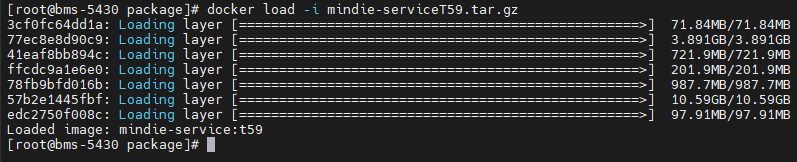 [root@bms-5430 package]# docker load -i mindie-serviceT59.tar.gz
3cf0fc64dd1a: Loading layer [==================================================>]  71.84MB/71.84MB
77ec8e8d90c9: Loading layer [==================================================>]  3.891GB/3.891GB
41eaf8bb894c: Loading layer [==================================================>]  721.9MB/721.9MB
ffcdc9a1e6e0: Loading layer [==================================================>]  201.9MB/201.9MB
78fb9bfd016b: Loading layer [==================================================>]  987.7MB/987.7MB
57b2e1445fbf: Loading layer [==================================================>]  10.59GB/10.59GB
edc2750f008c: Loading layer [==================================================>]  97.91MB/97.91MB
Loaded image: mindie-service:t59
[root@bms-5430 package]#